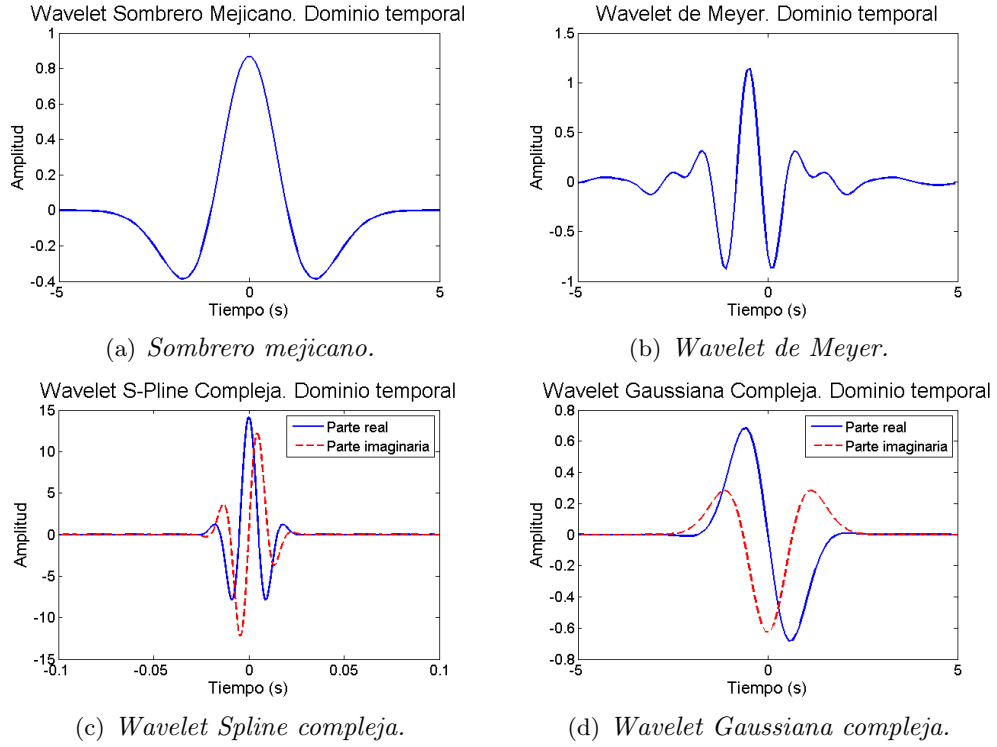 Wavelet Sombrero Mejicano. Dominio temporal
1
0.8
0.6
0.4
0.2
0
-0.2
-0.4
Amplitud
-5
0
5
Tiempo (s)
(a) Sombrero mejicano.
Wavelet de Meyer. Dominio temporal
1.5
1
0.5
0
-0.5
-1
Amplitud
-5
0
5
Tiempo (s)
(b) Wavelet de Meyer.
Wavelet S-Pline Compleja. Dominio temporal
15
10
5
0
-5
-10
-15
Amplitud
Parte real
Parte imaginaria
-0.1
-0.05
0
0.05
0.1
Tiempo (s)
(c) Wavelet Spline compleja.
Wavelet Gaussiana Compleja. Dominio temporal
0.8
0.6
0.4
0.2
0
-0.2
-0.4
-0.6
-0.8
Amplitud
Parte real
Parte imaginaria
-5
0
5
Tiempo (s)
(d) Wavelet Gaussiana compleja.